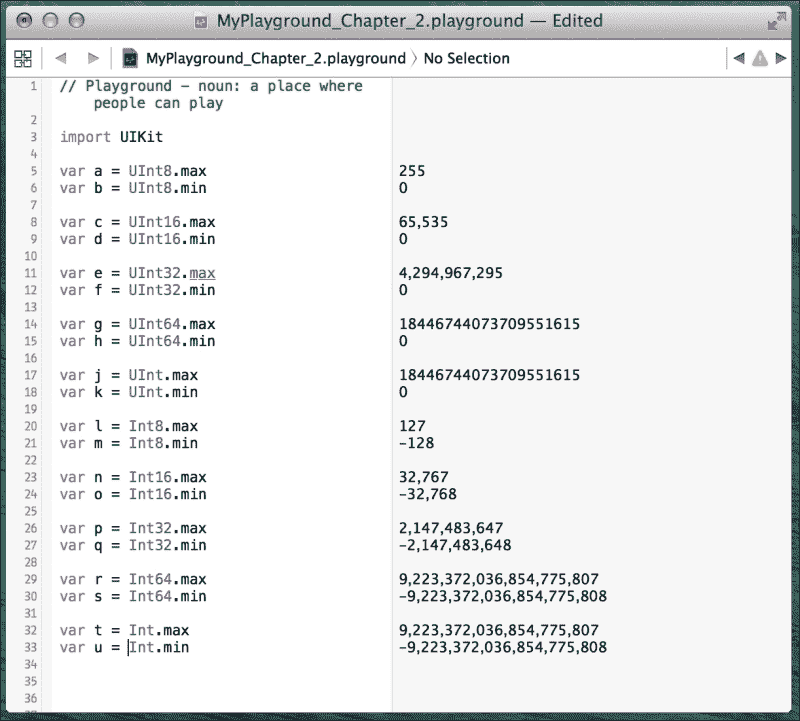 MyPlayground_Chapter_2.playground — Edited
MyPlayground_Chapter_2.playground 〉 No Selection
1 // Playground - noun: a place where
people can play
2
3 import UIKit
4
5 var a = UInt8.max 255
6 var b = UInt8.min 0
7
8 var c = UInt16.max 65,535
9 var d = UInt16.min 0
10
11 var e = UInt32.max 4,294,967,295
12 var f = UInt32.min 0
13
14 var g = UInt64.max 18446744073709551615
15 var h = UInt64.min 0
16
17 var j = UInt.max 18446744073709551615
18 var k = UInt.min 0
19
20 var l = Int8.max 127
21 var m = Int8.min -128
22
23 var n = Int16.max 32,767
24 var o = Int16.min -32,768
25
26 var p = Int32.max 2,147,483,647
27 var q = Int32.min -2,147,483,648
28
29 var r = Int64.max 9,223,372,036,854,775,807
30 var s = Int64.min -9,223,372,036,854,775,808
31
32 var t = Int.max 9,223,372,036,854,775,807
33 var u = Int.min -9,223,372,036,854,775,808
34
35
36